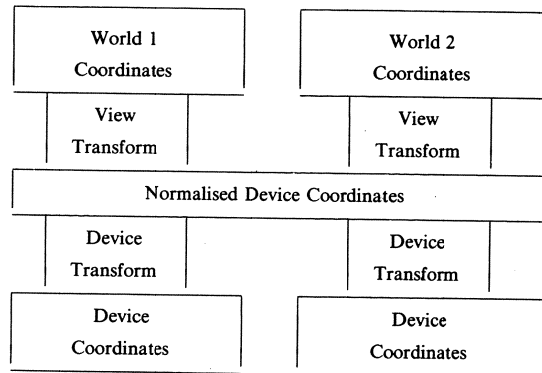 World 1
Coordinates
World 2
Coordinates
View
Transform
View
Transform
Normalised Device Coordinates
Device
Transform
Device
Transform
Device
Coordinates
Device
Coordinates